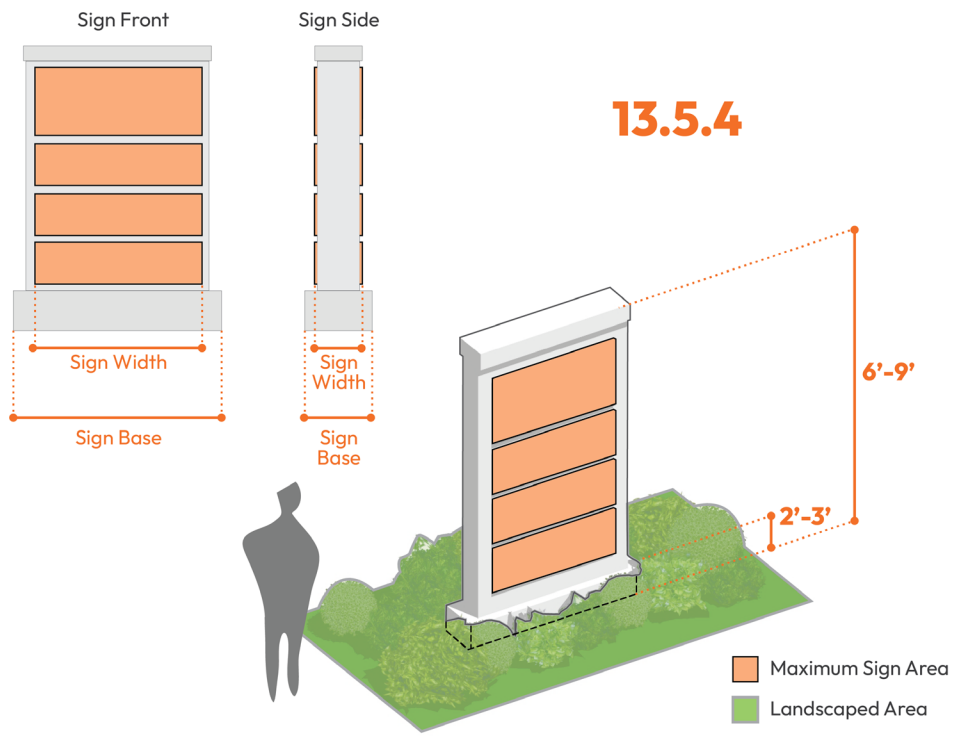 Sign Front
Sign Side
13.5.4
Sign Width
Sign
Width
Sign Base
Sign
Base
6’-9’
2’-3’
Maximum Sign Area
Landscaped Area